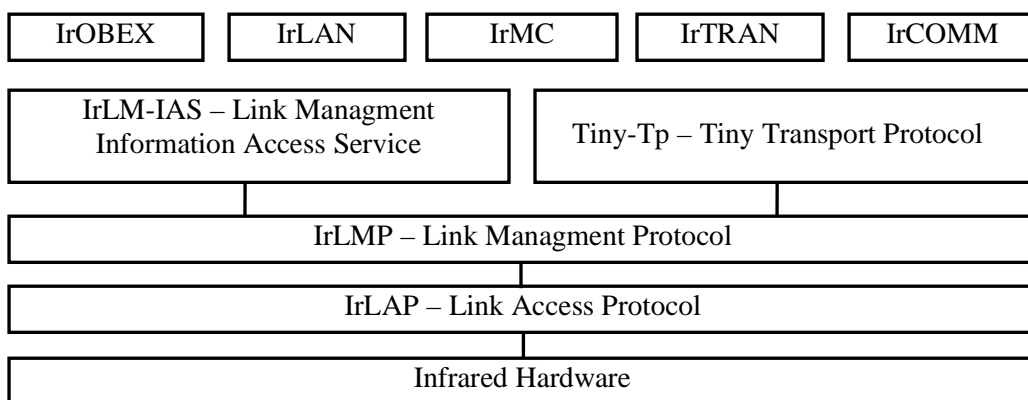 IrOBEX
IrLAN
IrMC
IrTRAN
IrCOMM
IrLM-IAS – Link Managment
Information Access Service
Tiny-Tp – Tiny Transport Protocol
IrLMP – Link Managment Protocol
IrLAP – Link Access Protocol
Infrared Hardware